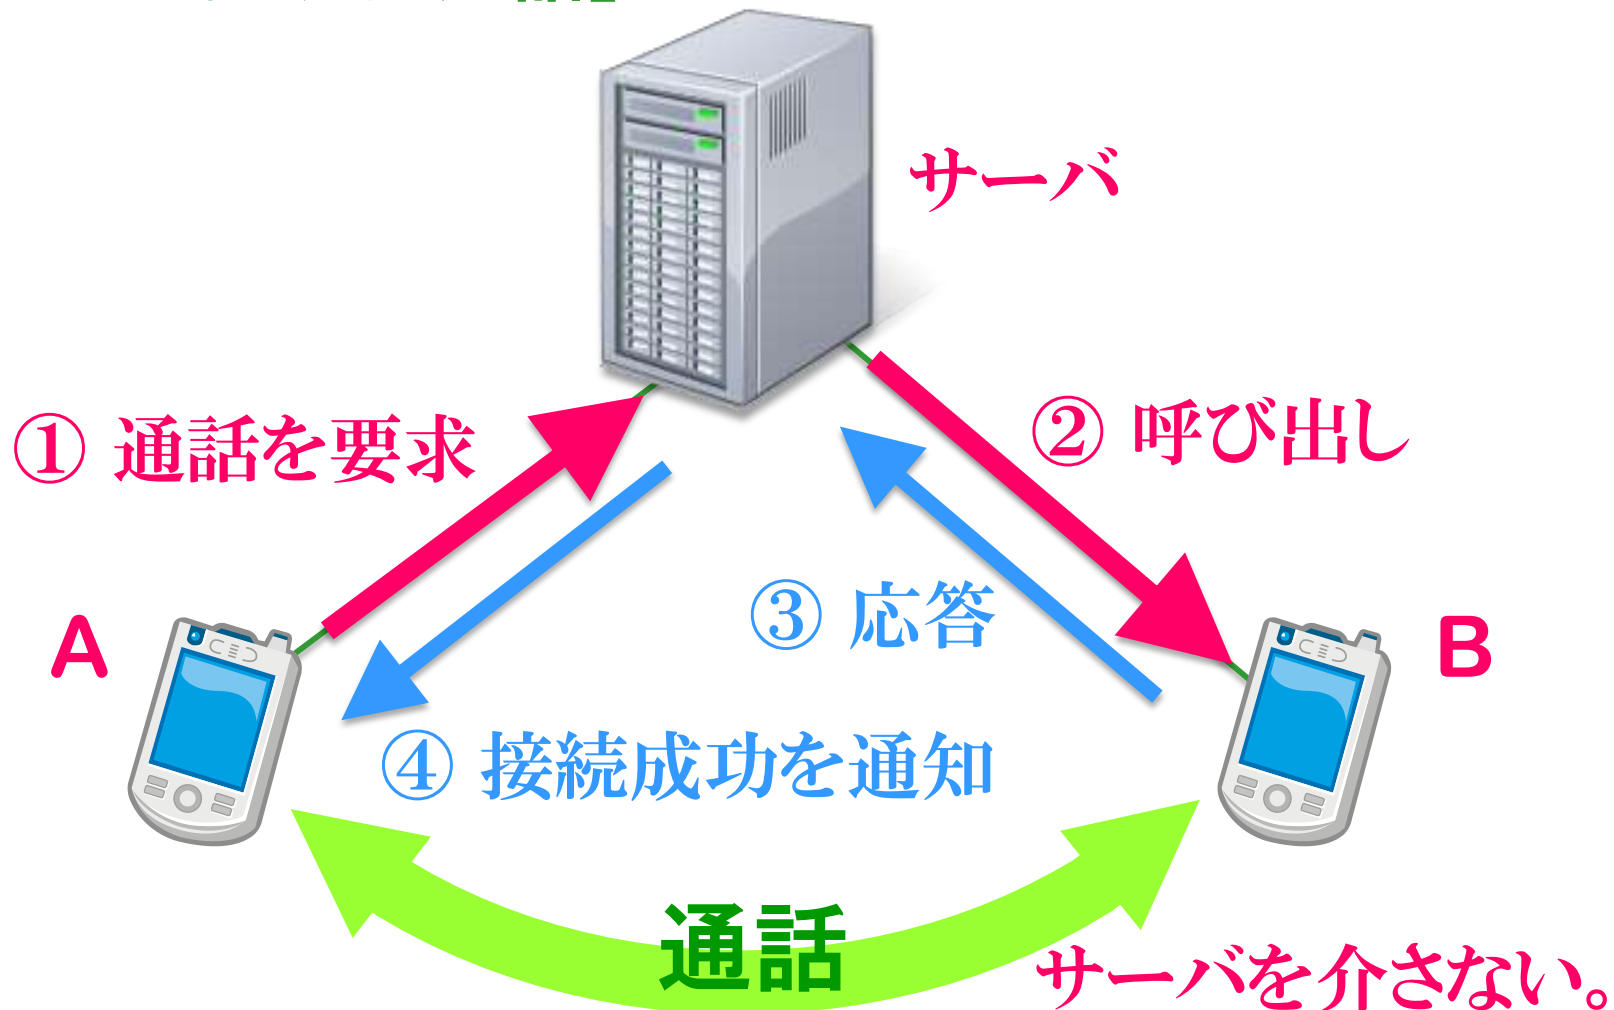 サーバ
① 通話を要求
② 呼び出し
③ 応答
A
B
④ 接続成功を通知
通話
サーバを介さない。